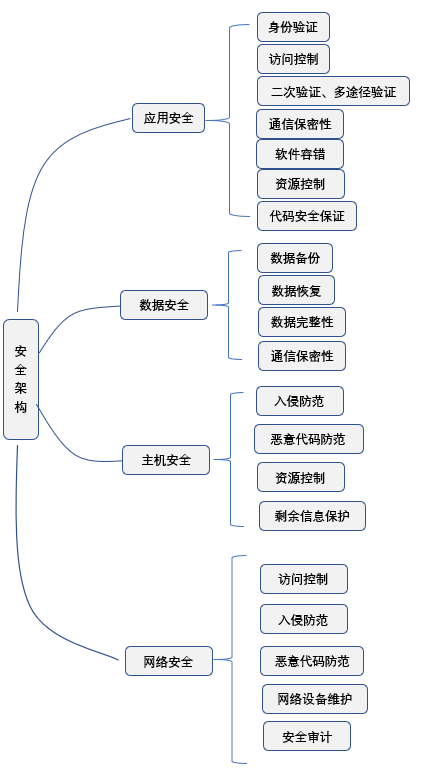 安全架构
应用安全
身份验证
访问控制
二次验证、多途径验证
通信保密性
软件容错
资源控制
代码安全保证
数据安全
数据备份
数据恢复
数据完整性
通信保密性
主机安全
入侵防范
恶意代码防范
资源控制
剩余信息保护
网络安全
访问控制
入侵防范
恶意代码防范
网络设备维护
安全审计